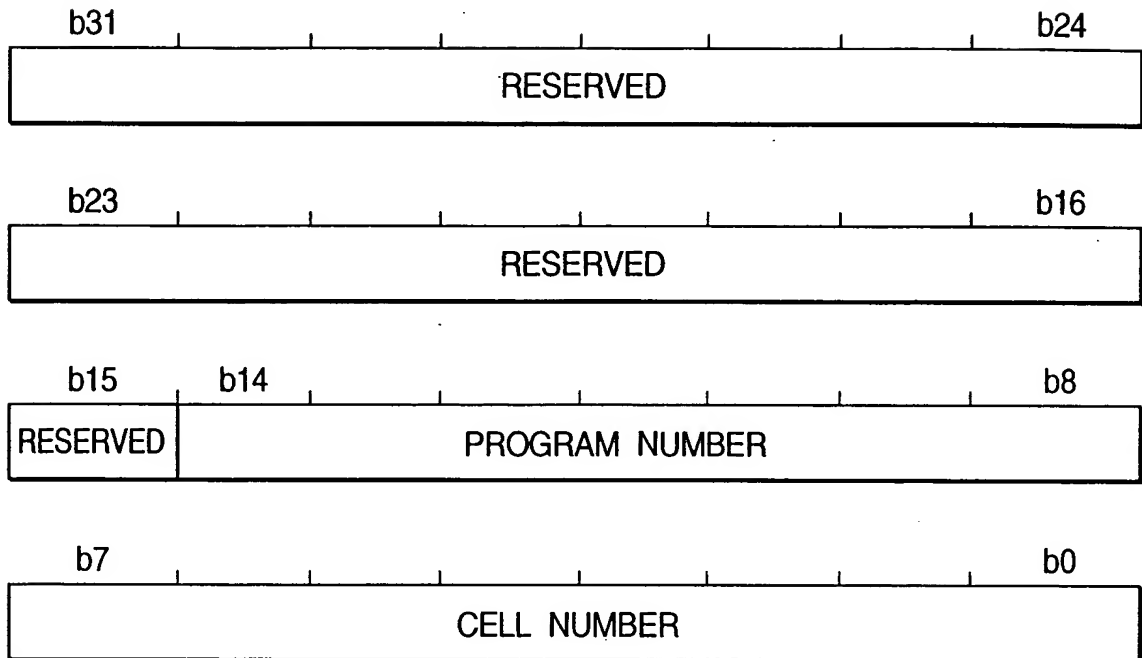 b31 b24
RESERVED
b23 b16
RESERVED
b15 b14 b8
RESERVED PROGRAM NUMBER
b7 b0
CELL NUMBER